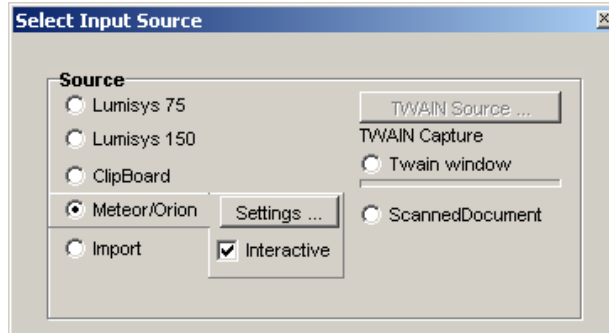 Select Input Source
Source
Lumisys 75
TWAIN Source ...
Lumisys 150
TWAIN Capture
Twain window
ClipBoard
Meteor/Orion
Settings ...
ScannedDocument
Import
Interactive